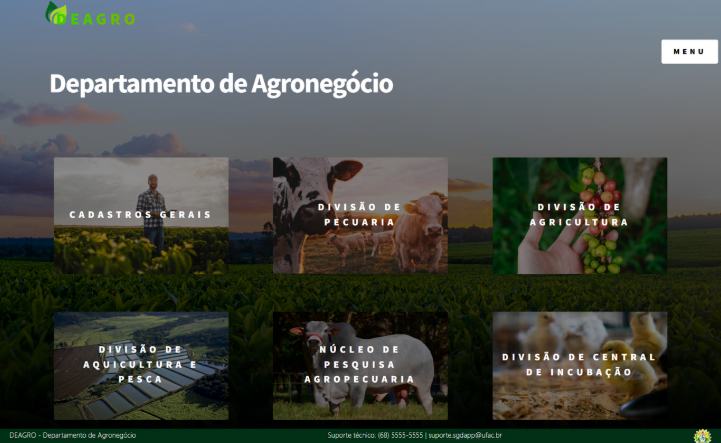 DEAGRO
MENU
Departamento de Agronegócio
CADASTROS GERAIS
DIVISÃO DE
PECUARIA
DIVISÃO DE
AGRICULTURA
DIVISÃO DE
AQUICULTURA E
PESCA
NÚCLEO DE
PESQUISA
AGROPECUARIA
DIVISÃO DE CENTRAL
DE INCUBAÇÃO
DEAGRO - Departamento de Agronegócio
Suporte técnico: (68) 5555-5555 | suporte.sgdapp@ufac.br